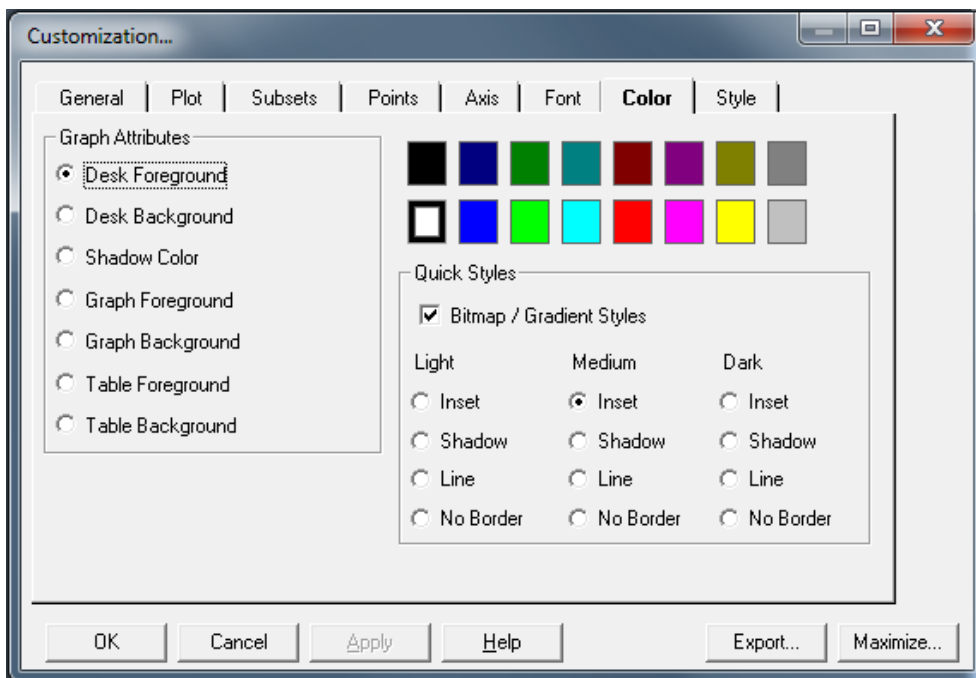 Customization...
General Plot Subsets Points Axis Font Color Style
Graph Attributes
Desk Foreground
Desk Background
Shadow Color
Graph Foreground
Graph Background
Table Foreground
Table Background
Quick Styles
Bitmap / Gradient Styles
Light Medium Dark
Inset Inset Inset
Shadow Shadow Shadow
Line Line Line
No Border No Border No Border
OK Cancel Apply Help Export... Maximize...